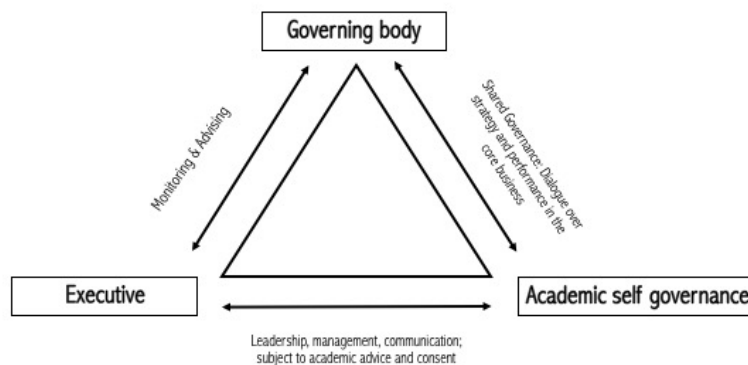 Governing body
Monitoring & Advising
Shared Governance: Dialogue over
strategy and performance in the
core business
Executive
Academic self governance
Leadership, management, communication;
subject to academic advice and consent